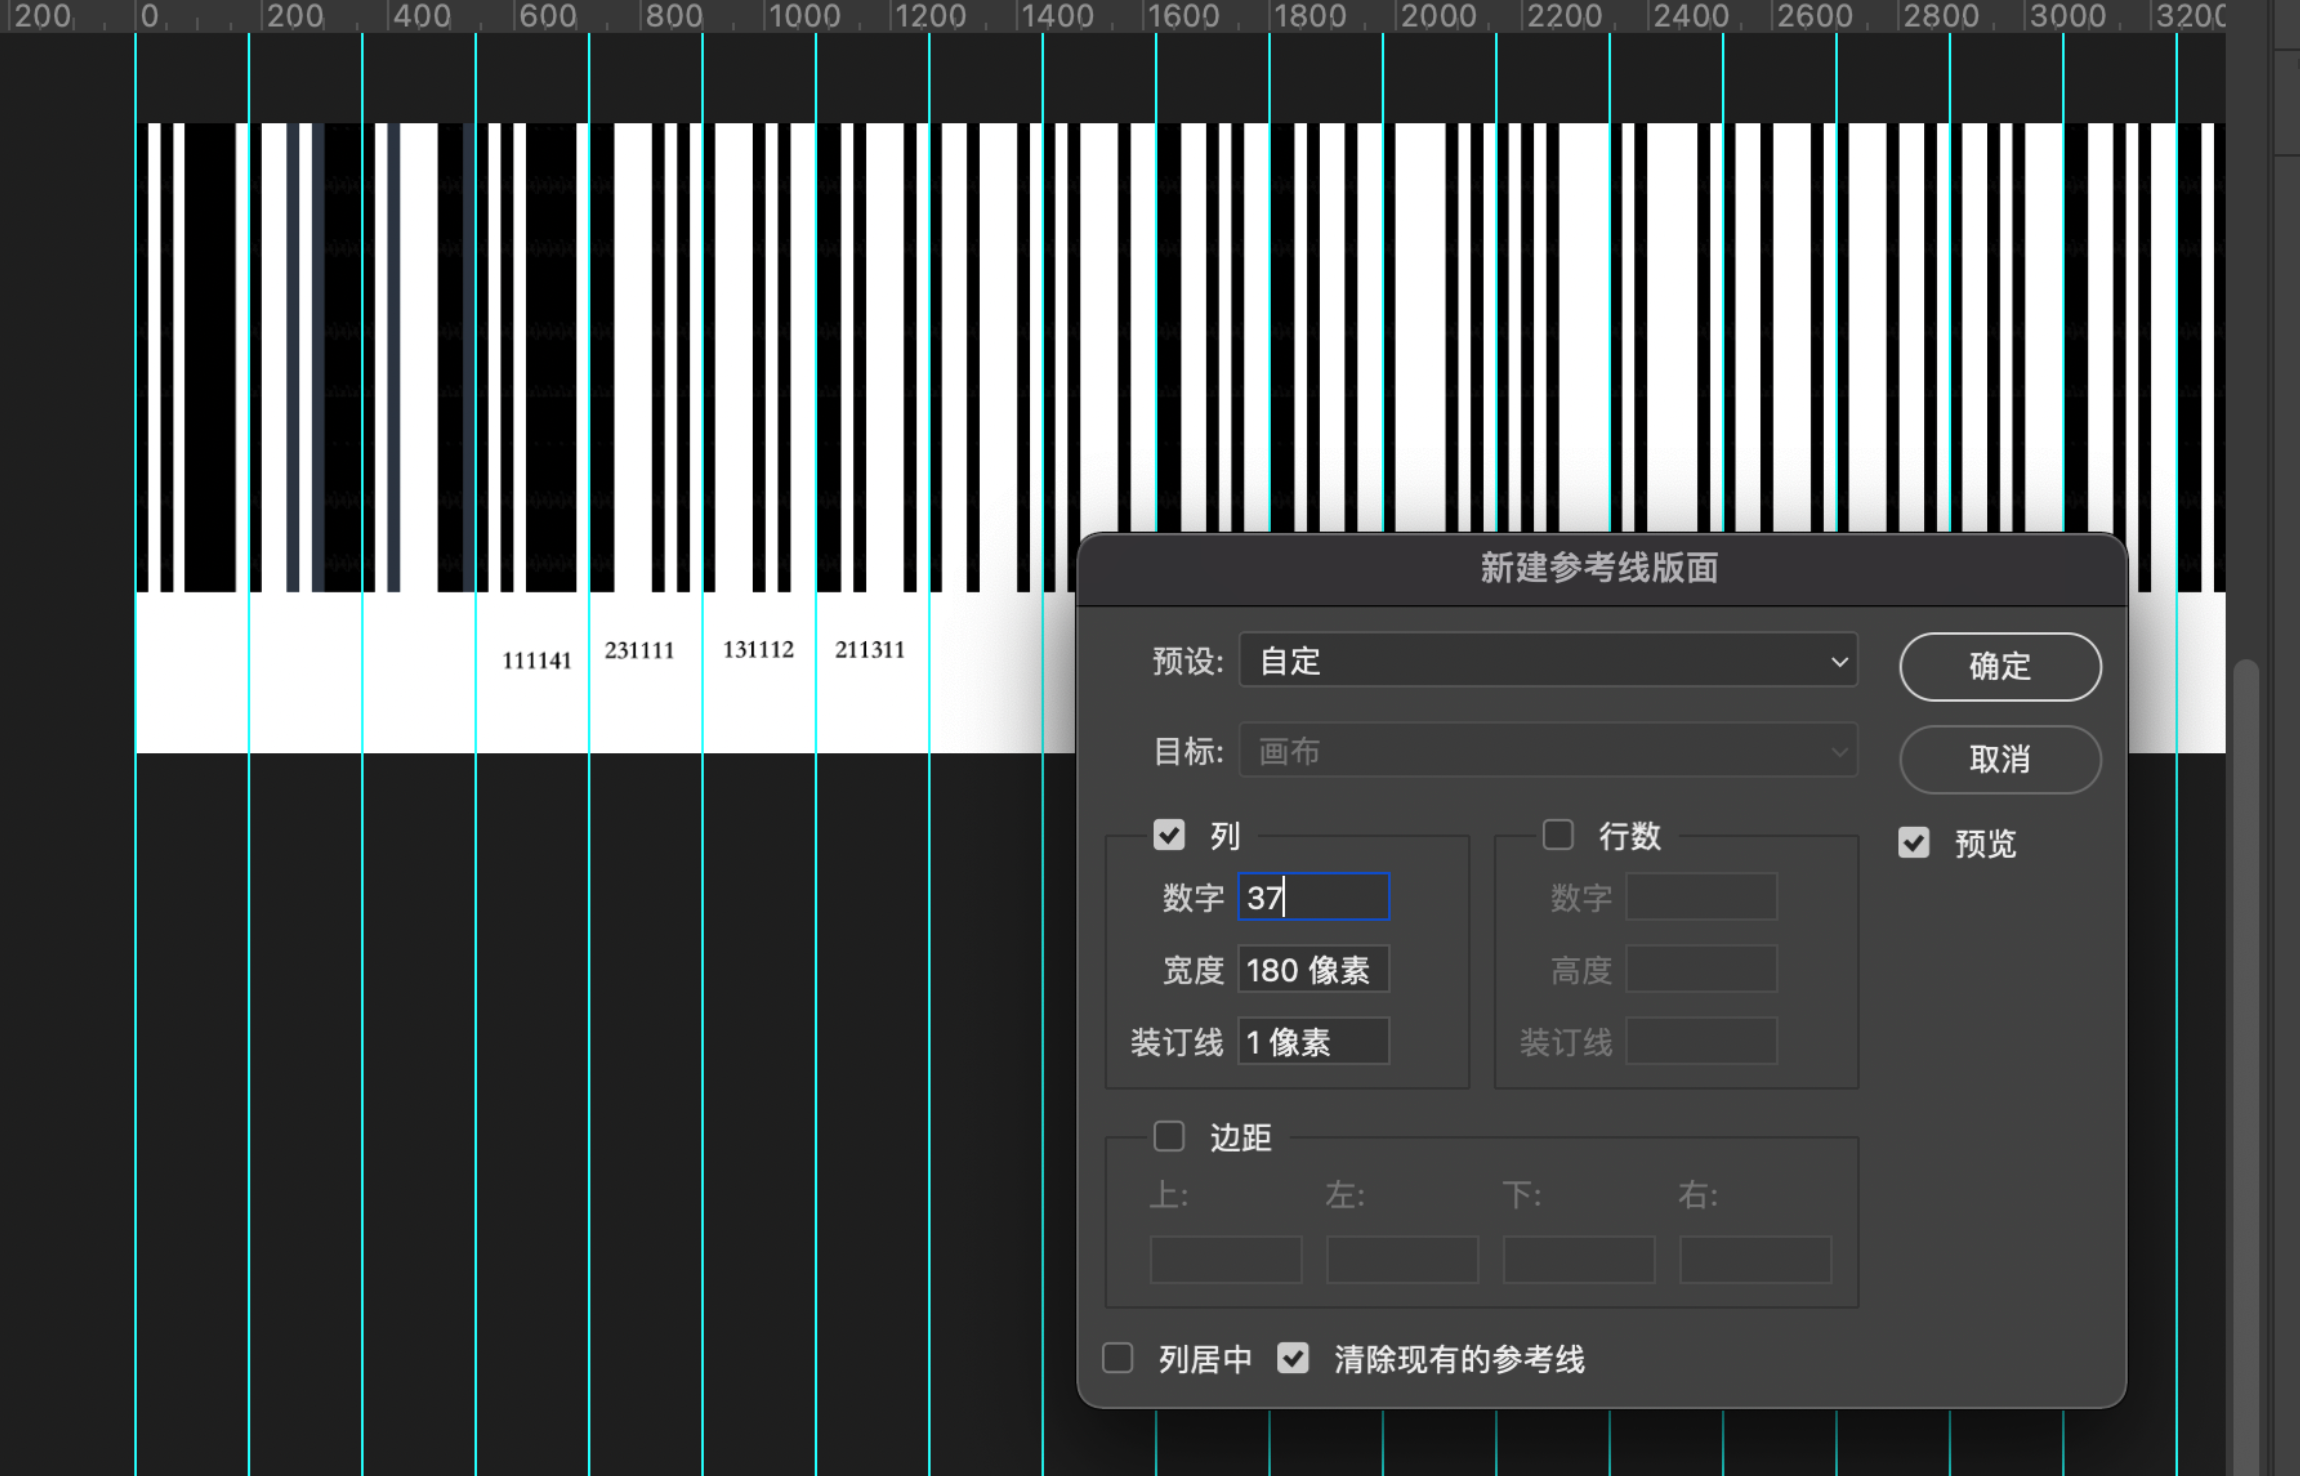 200 0 200 400 600 800 1000 1200 1400 1600 1800 2000 2200 2400 2600 2800 3000 3200
111141 231111 131112 211311
新建参考线版面
预设: 自定
确定
目标: 画布
取消
列 行数 预览
数字 37 数字
宽度 180 像素 高度
装订线 1 像素 装订线
边距
上: 左: 下: 右:
列居中 清除现有的参考线